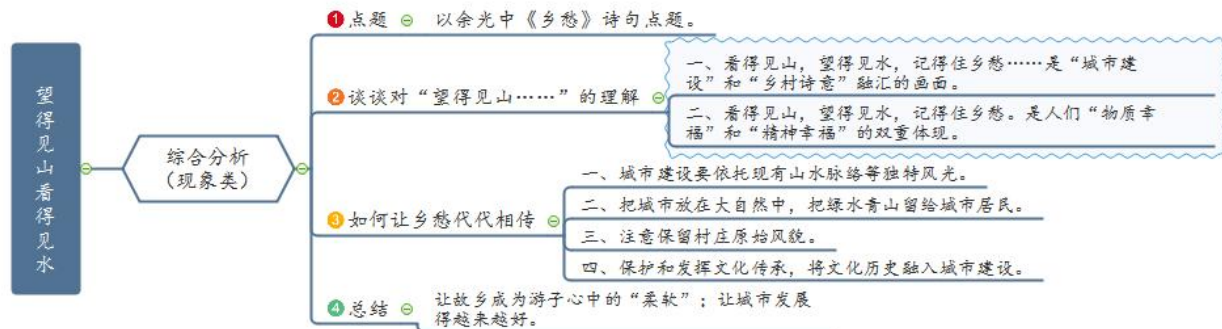 望得见山看得见水
综合分析
（现象类）
1 点题
以余光中《乡愁》诗句点题。
2 谈谈对“望得见山……”的理解
一、看得见山，望得见水，记得住乡愁……是“城市建
设”和“乡村诗意”融汇的画面。
二、看得见山，望得见水，记得住乡愁。是人们“物质幸
福”和“精神幸福”的双重体现。
3 如何让乡愁代代相传
一、城市建设要依托现有山水脉络等独特风光。
二、把城市放在大自然中，把绿水青山留给城市居民。
三、注意保留村庄原始风貌。
四、保护和发挥文化传承，将文化历史融入城市建设。
4 总结
让故乡成为游子心中的“柔软”；让城市发展
得越来越好。